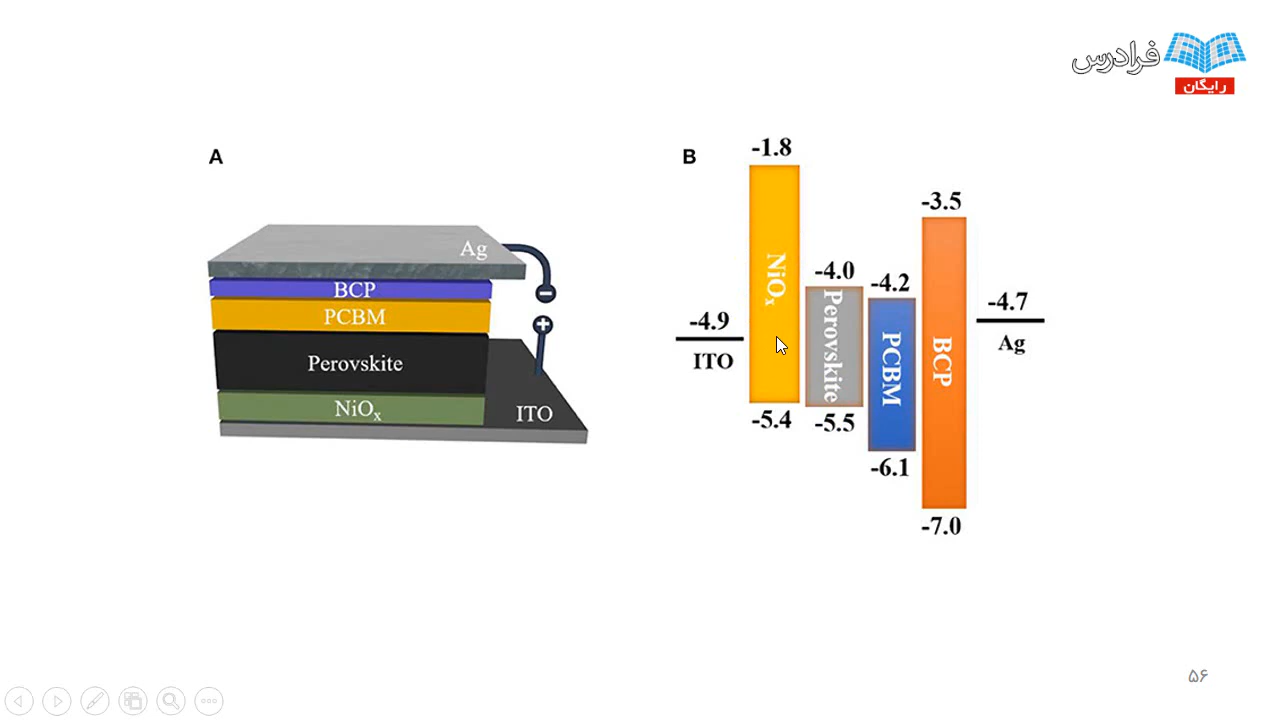 فرادرس
رایگان
A
Ag
BCP
PCBM
Perovskite
NiOx
ITO
B
-1.8
-3.5
-4.0
-4.2
-4.9
-4.7
ITO
NiOx
Perovskite
PCBM
BCP
Ag
-5.4
-5.5
-6.1
-7.0
۵۶